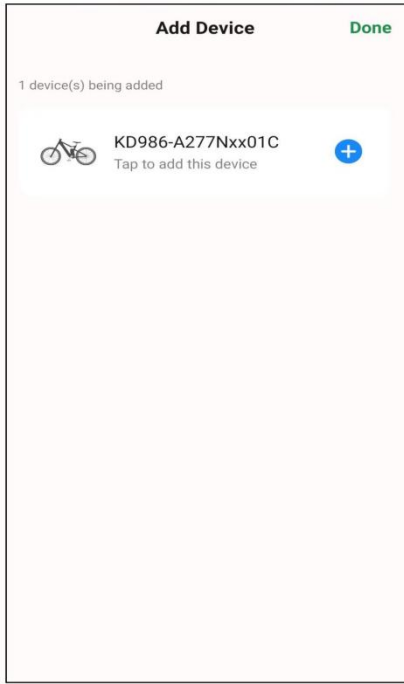 Add Device
Done
1 device(s) being added
KD986-A277Nxx01C
Tap to add this device